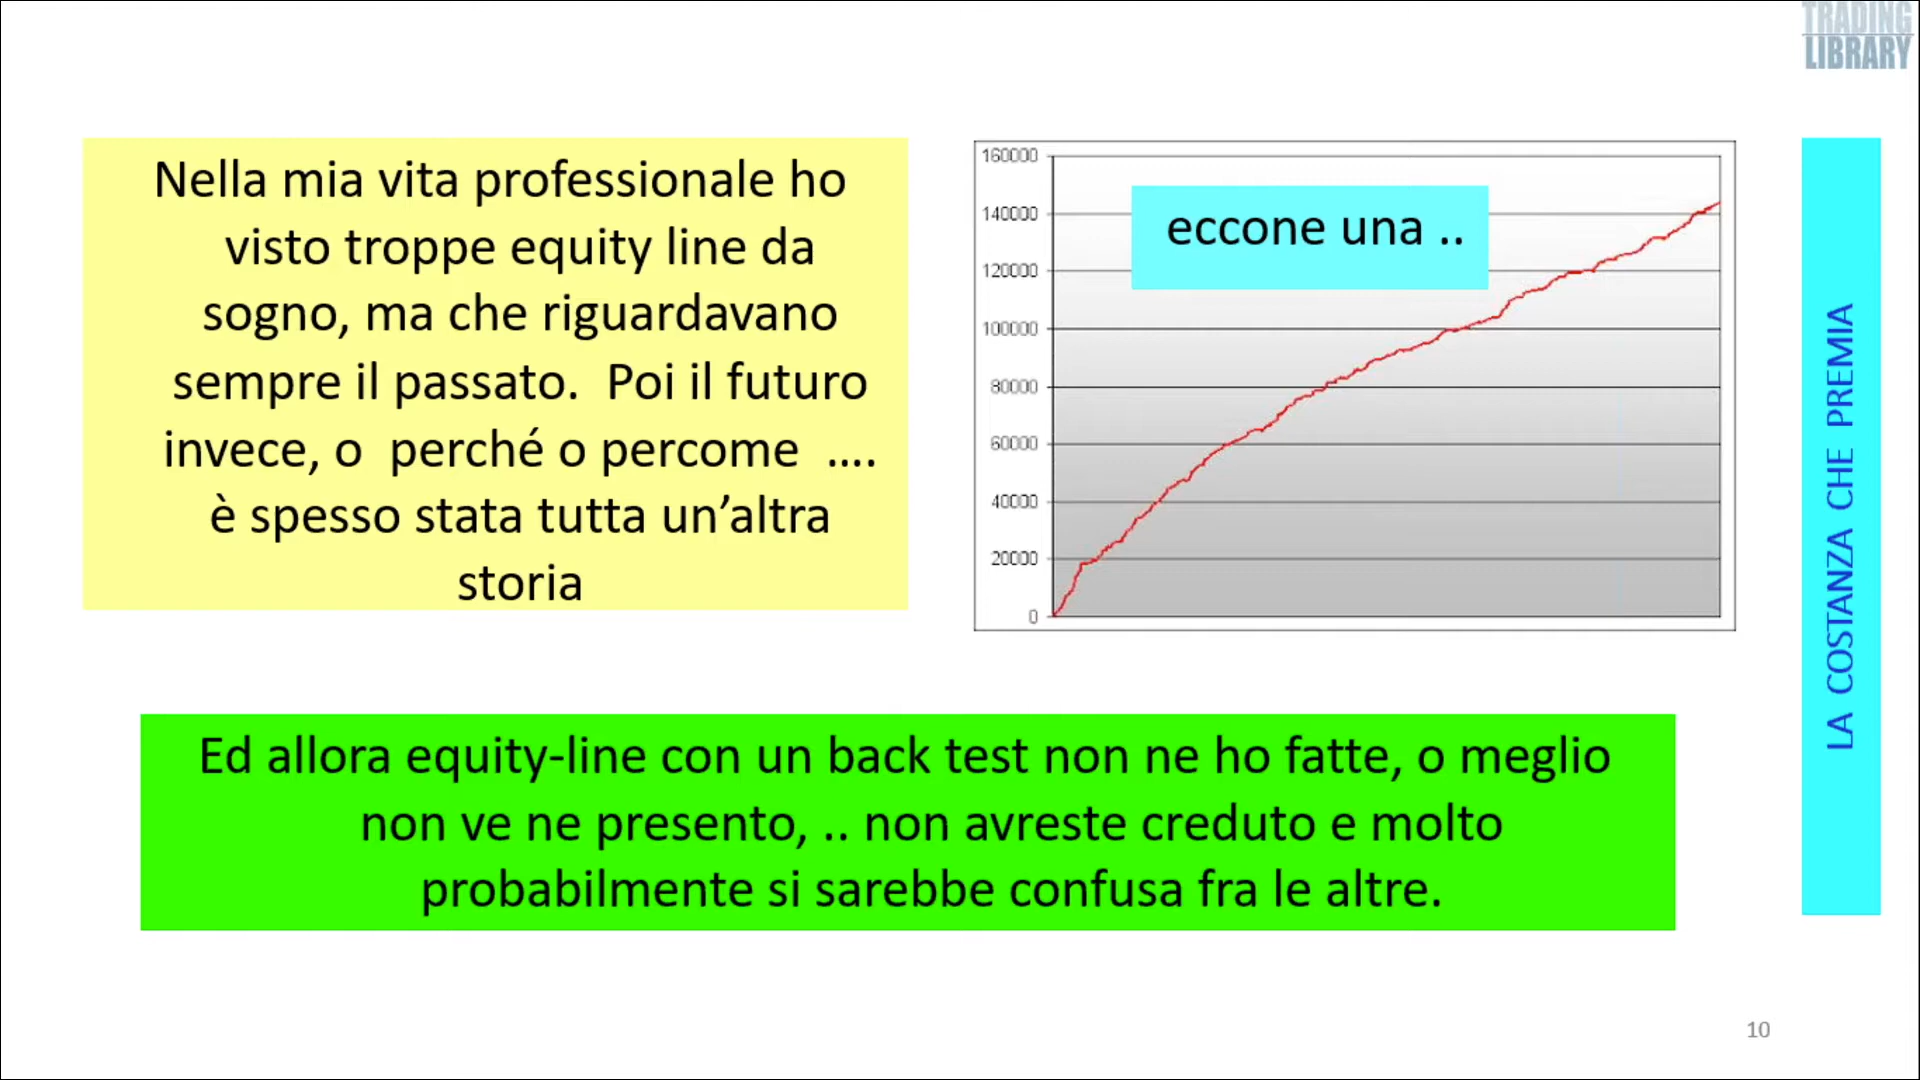 TRADING
LIBRARY
Nella mia vita professionale ho
visto troppe equity line da
sogno, ma che riguardavano
sempre il passato.  Poi il futuro
invece, o  perché o percome  ....
è spesso stata tutta un’altra
storia
160000
140000
120000
100000
80000
60000
40000
20000
0
eccone una ..
LA COSTANZA CHE PREMIA
Ed allora equity-line con un back test non ne ho fatte, o meglio
non ve ne presento, .. non avreste creduto e molto
probabilmente si sarebbe confusa fra le altre.
10